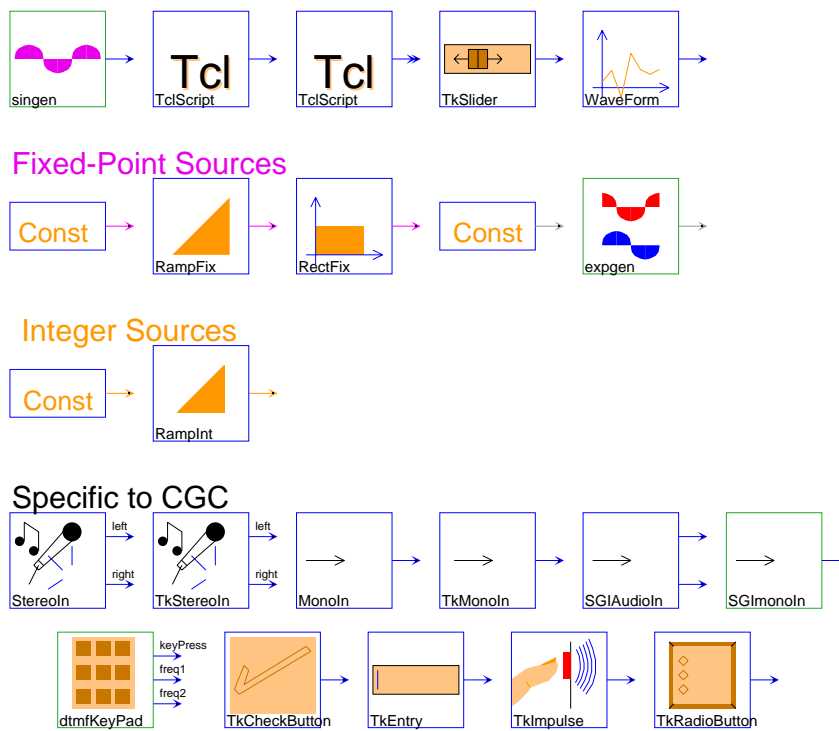 Tcl
Tcl
singen
TclScript
TclScript
TkSlider
WaveForm
Fixed-Point Sources
Const
Const
RampFix
RectFix
expgen
Integer Sources
Const
RampInt
Specific to CGC
left
left
right
right
StereoIn
TkStereoIn
MonoIn
TkMonoIn
SGIAudioIn
SGImonoIn
keyPress
freq1
freq2
dtmfKeyPad
TkCheckButton
TkEntry
TkImpulse
TkRadioButton